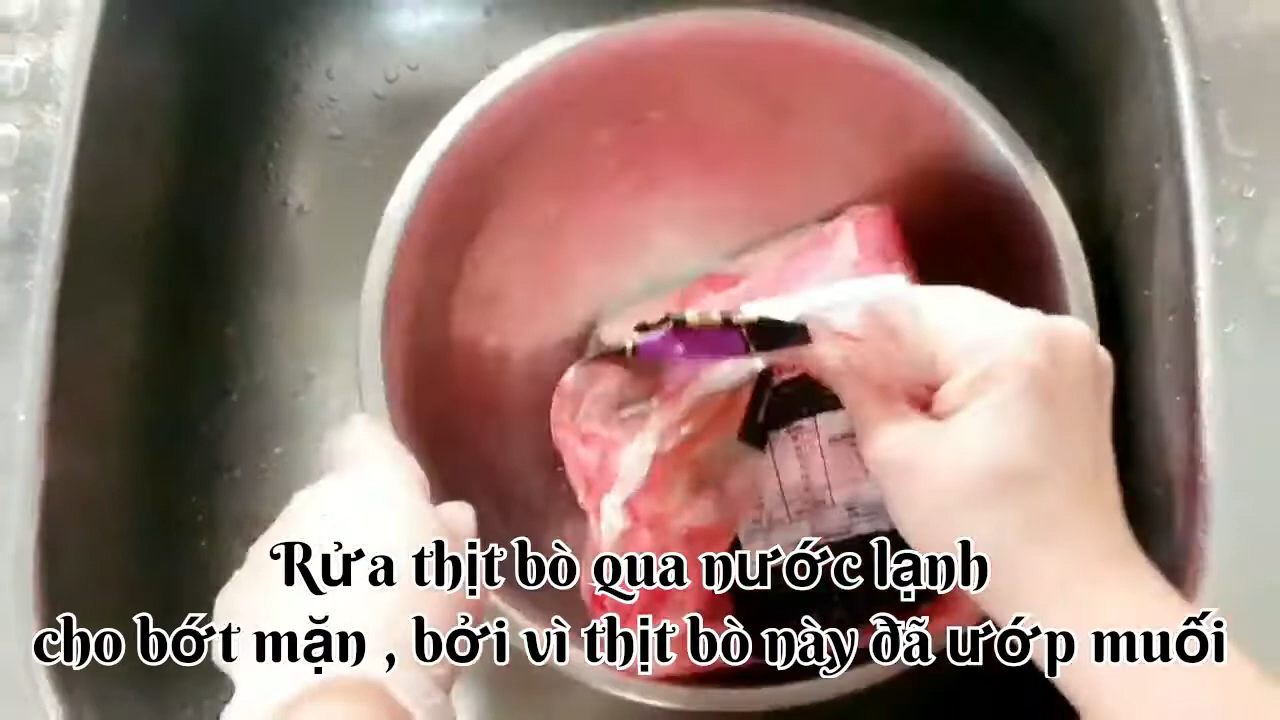 Rửa thịt bò qua nước lạnh
cho bớt mặn , bởi vì thịt bò này đã ướp muối